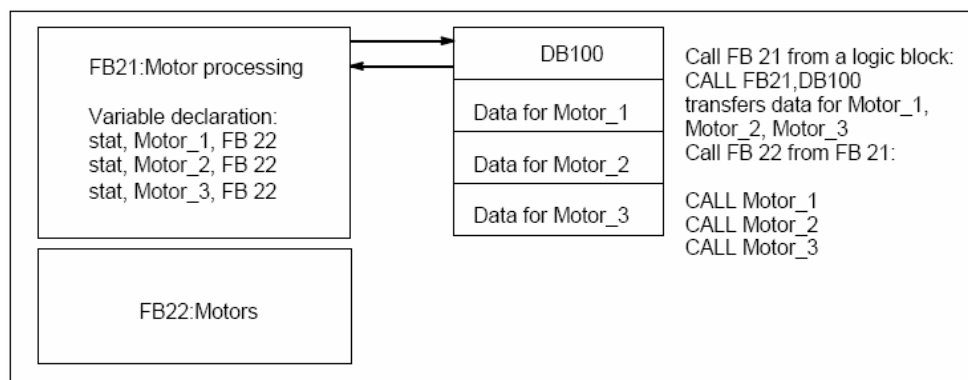 FB21:Motor processing
Variable declaration:
stat, Motor_1, FB 22
stat, Motor_2, FB 22
stat, Motor_3, FB 22
FB22:Motors
DB100
Data for Motor_1
Data for Motor_2
Data for Motor_3
Call FB 21 from a logic block:
CALL FB21,DB100
transfers data for Motor_1,
Motor_2, Motor_3
Call FB 22 from FB 21:
CALL Motor_1
CALL Motor_2
CALL Motor_3